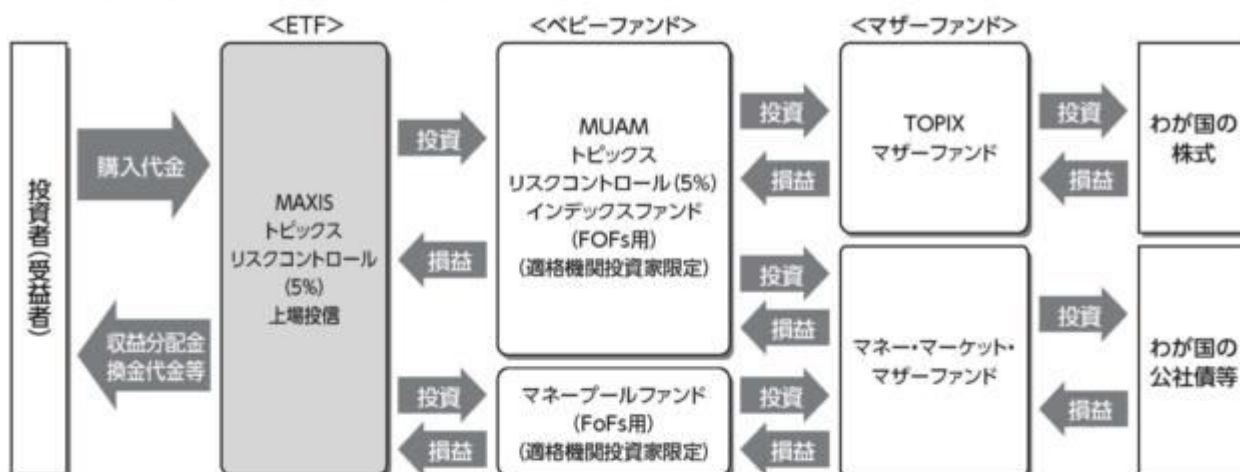 <ETF>
<ベビーファンド>
<マザーファンド>
投資者(受益者)
購入代金
収益分配金
換金代金等
MAXIS
トピックス
リスクコントロール
(5%)
上場投信
投資
損益
投資
損益
MUAM
トピックス
リスクコントロール(5%)
インデックスファンド
(FOFs用)
(適格機関投資家限定)
マネープールファンド
(FoFs用)
(適格機関投資家限定)
投資
損益
投資
損益
投資
損益
TOPIX
マザーファンド
マネー・マーケット・
マザーファンド
投資
損益
投資
損益
わが国の
株式
わが国の
公社債等